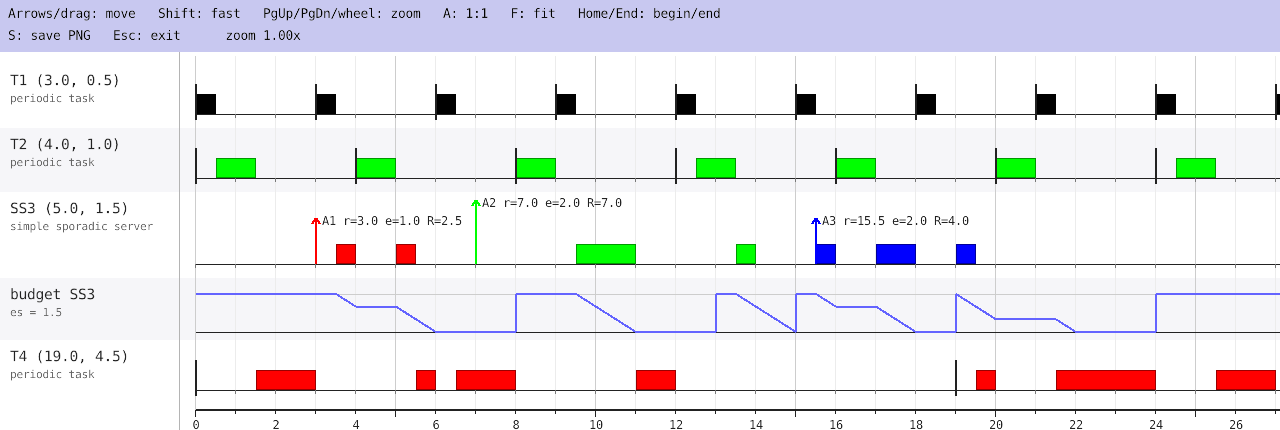 Arrows/drag: move   Shift: fast   PgUp/PgDn/wheel: zoom   A: 1:1   F: fit   Home/End: begin/end
S: save PNG   Esc: exit      zoom 1.00x
T1 (3.0, 0.5)
periodic task
T2 (4.0, 1.0)
periodic task
SS3 (5.0, 1.5)
simple sporadic server
A1 r=3.0 e=1.0 R=2.5
A2 r=7.0 e=2.0 R=7.0
A3 r=15.5 e=2.0 R=4.0
budget SS3
es = 1.5
T4 (19.0, 4.5)
periodic task
0 2 4 6 8 10 12 14 16 18 20 22 24 26